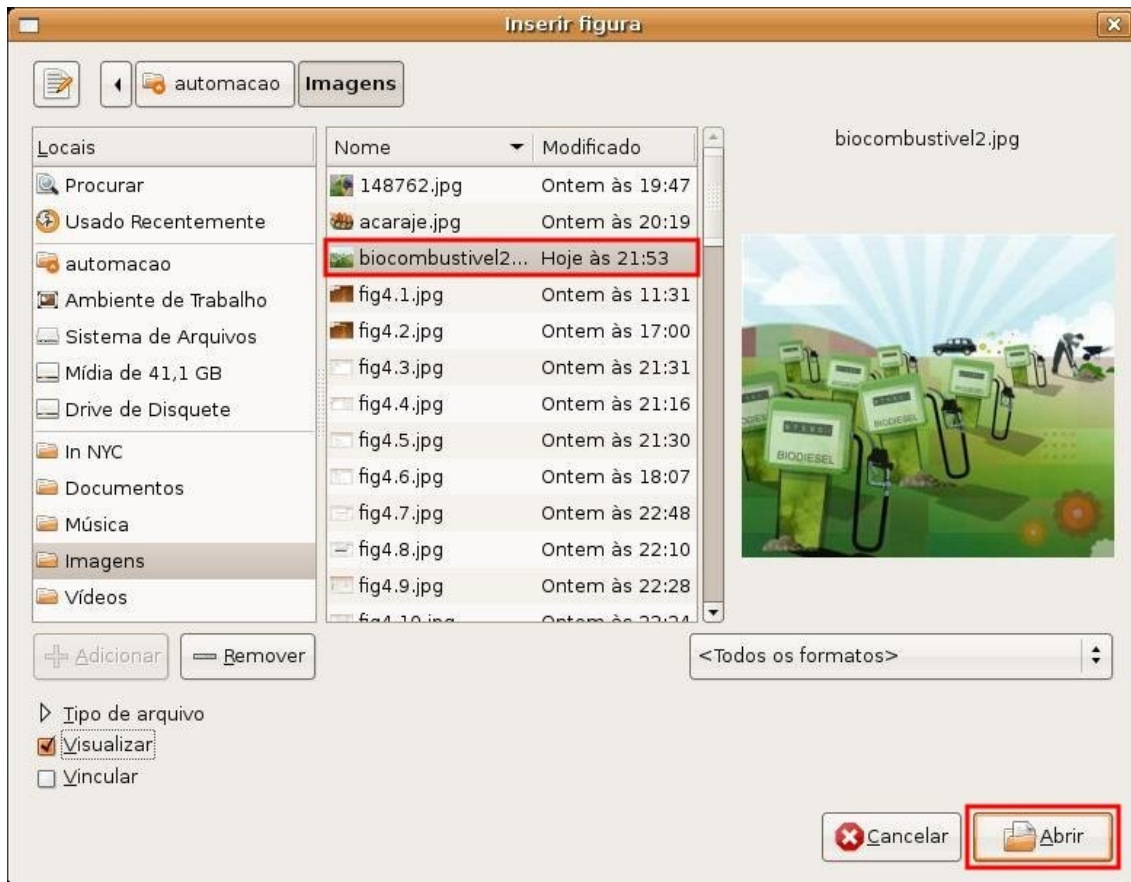 Inserir figura
automacao Imagens
Locais
Procurar
Usado Recentemente
automacao
Ambiente de Trabalho
Sistema de Arquivos
Mídia de 41,1 GB
Drive de Disquete
In NYC
Documentos
Música
Imagens
Vídeos
Nome Modificado
148762.jpg Ontem às 19:47
acaraje.jpg Ontem às 20:19
biocombustivel2... Hoje às 21:53
fig4.1.jpg Ontem às 11:31
fig4.2.jpg Ontem às 17:00
fig4.3.jpg Ontem às 21:31
fig4.4.jpg Ontem às 21:16
fig4.5.jpg Ontem às 21:30
fig4.6.jpg Ontem às 18:07
fig4.7.jpg Ontem às 22:48
fig4.8.jpg Ontem às 22:10
fig4.9.jpg Ontem às 22:28
fig4.10.jpg Ontem às
biocombustivel2.jpg
BIODIESEL
BIODIESEL
Adicionar Remover
<Todos os formatos>
Tipo de arquivo
Visualizar
Vincular
Cancelar Abrir